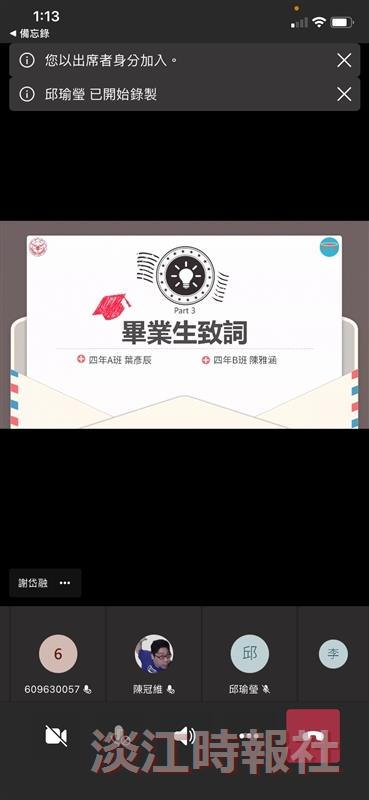 1:13
◀ 備忘錄
您以出席者身分加入。
邱瑜瑩 已開始錄製
Part 3
畢業生致詞
四年A班 葉彥辰
四年B班 陳雅涵
謝岱融
6
邱
李
609630057
陳冠維
邱瑜瑩
淡江時報社